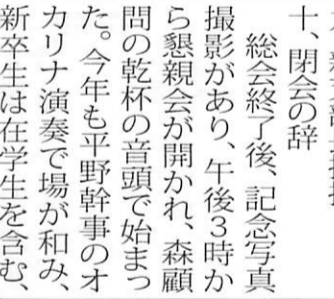 十、閉会の辞
総会終了後、記念写真
撮影があり、午後3時か
ら懇親会が開かれ、森顧
問の乾杯の音頭で始まっ
た。今年も平野幹事のオ
カリナ演奏で場が和み、
新卒生は在学生を含む、